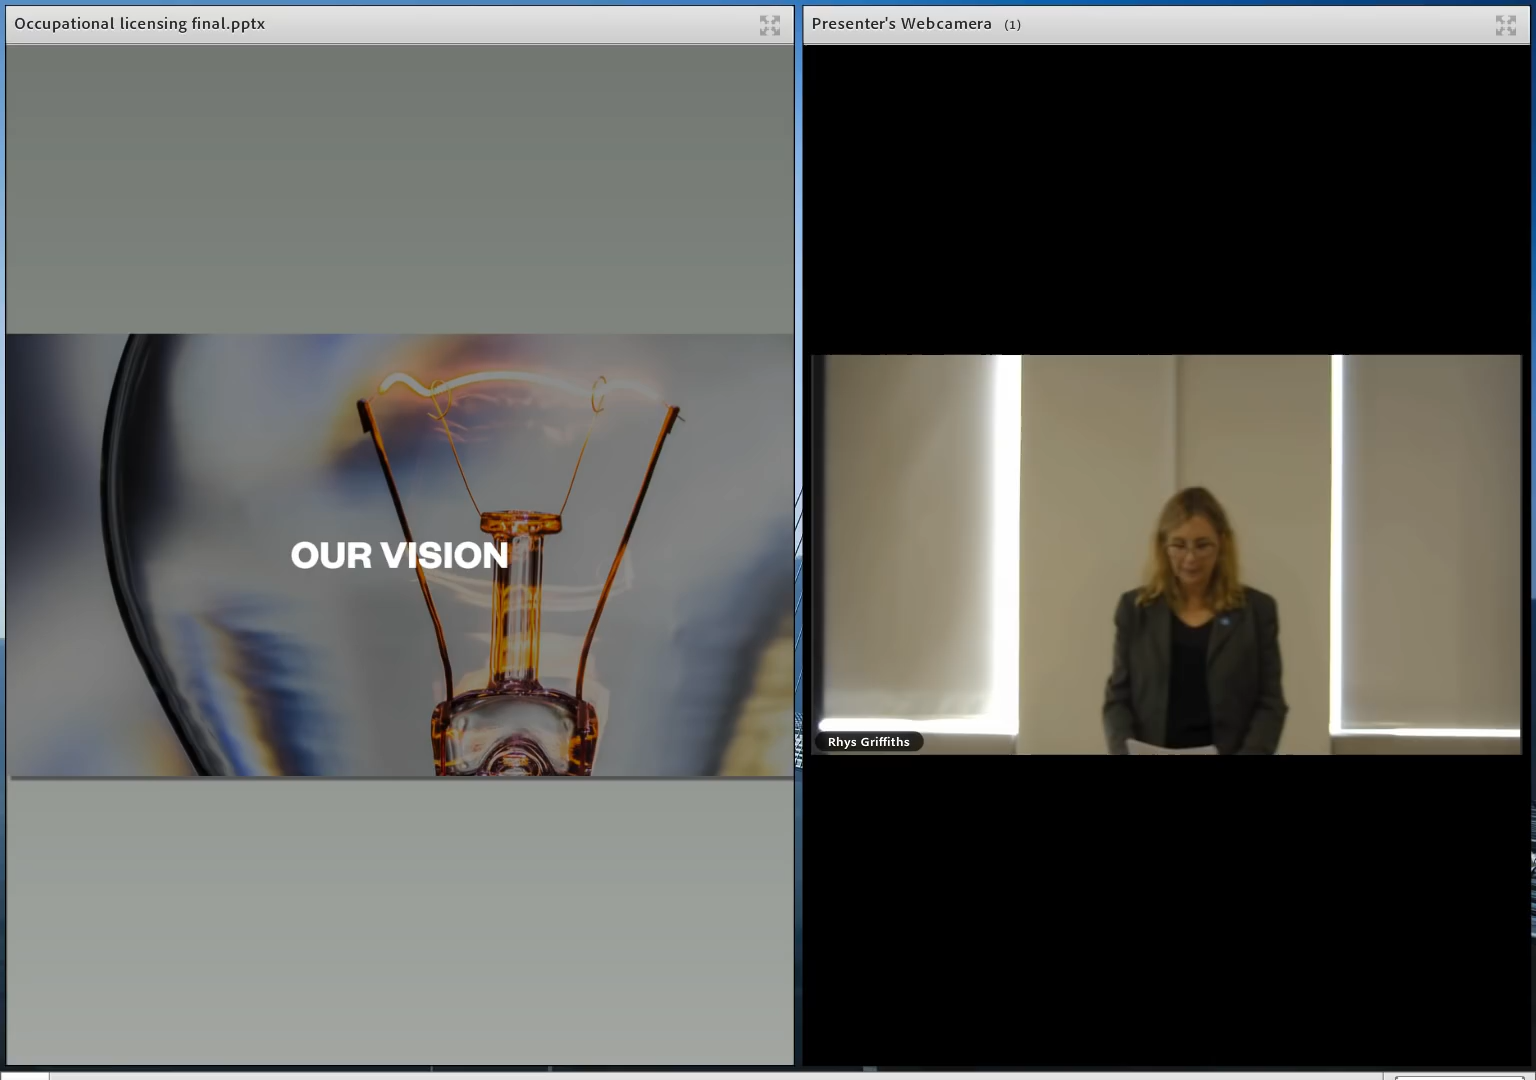 Occupational licensing final.pptx
Presenter's Webcamera (1)
OUR VISION
Rhys Griffiths